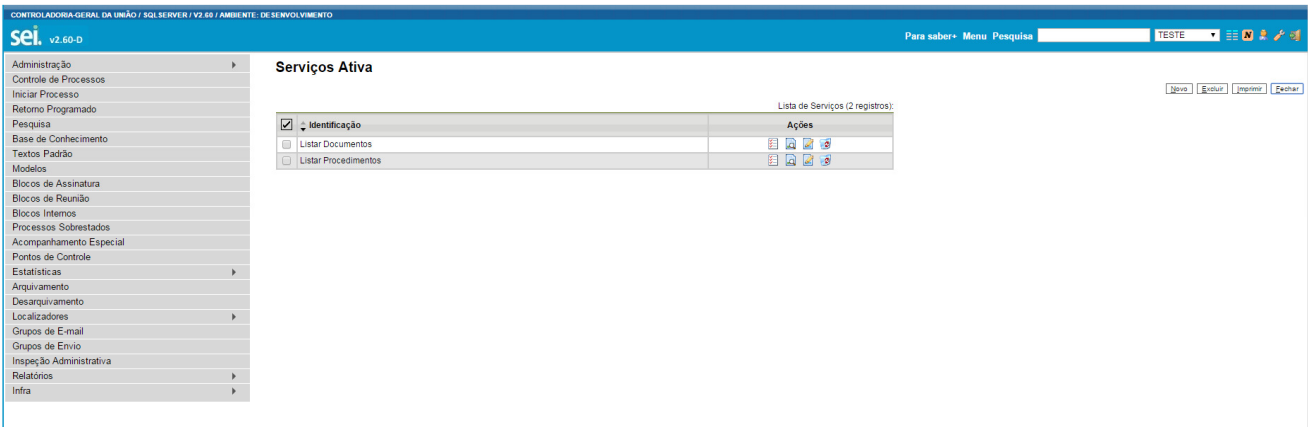 CONTROLADORIA-GERAL DA UNIÃO / SQLSERVER / V2.60 / AMBIENTE: DESENVOLVIMENTO
sei. v2.60-D
Para saber+ Menu Pesquisa TESTE N
Administração
Controle de Processos
Iniciar Processo
Retorno Programado
Pesquisa
Base de Conhecimento
Textos Padrão
Modelos
Blocos de Assinatura
Blocos de Reunião
Blocos Internos
Processos Sobrestados
Acompanhamento Especial
Pontos de Controle
Estatísticas
Arquivamento
Desarquivamento
Localizadores
Grupos de E-mail
Grupos de Envio
Inspeção Administrativa
Relatórios
Infra
Serviços Ativa
Novo Excluir Imprimir Fechar
Lista de Serviços (2 registros):
Identificação Ações
Listar Documentos
Listar Procedimentos